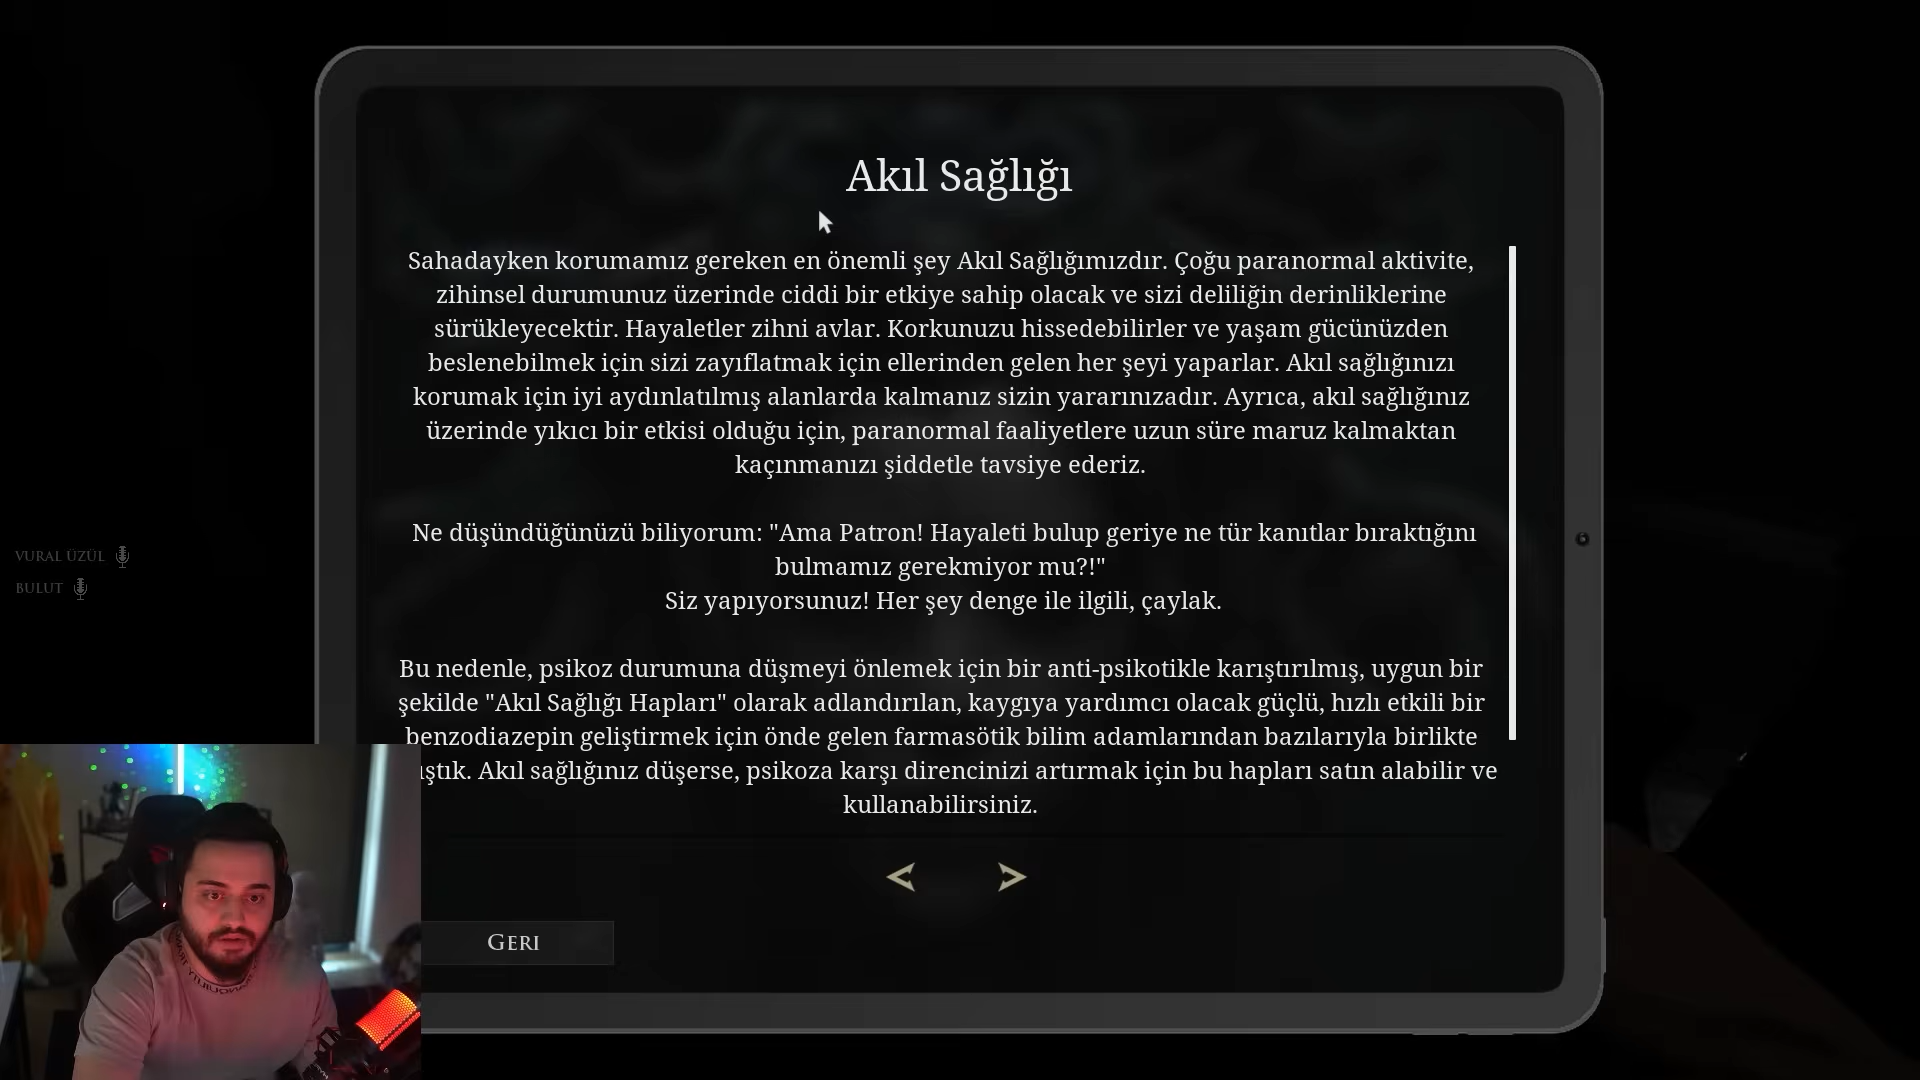 Akıl Sağlığı
Sahadayken korumamız gereken en önemli şey Akıl Sağlığımızdır. Çoğu paranormal aktivite,
zihinsel durumunuz üzerinde ciddi bir etkiye sahip olacak ve sizi deliliğin derinliklerine
sürükleyecektir. Hayaletler zihni avlar. Korkunuzu hissedebilirler ve yaşam gücünüzden
beslenebilmek için sizi zayıflatmak için ellerinden gelen her şeyi yaparlar. Akıl sağlığınızı
korumak için iyi aydınlatılmış alanlarda kalmanız sizin yararınızadır. Ayrıca, akıl sağlığınız
üzerinde yıkıcı bir etkisi olduğu için, paranormal faaliyetlere uzun süre maruz kalmaktan
kaçınmanızı şiddetle tavsiye ederiz.
Ne düşündüğünüzü biliyorum: "Ama Patron! Hayaleti bulup geriye ne tür kanıtlar bıraktığını
bulmamız gerekmiyor mu?!"
Siz yapıyorsunuz! Her şey denge ile ilgili, çaylak.
Bu nedenle, psikoz durumuna düşmeyi önlemek için bir anti-psikotikle karıştırılmış, uygun bir
şekilde "Akıl Sağlığı Hapları" olarak adlandırılan, kaygıya yardımcı olacak güçlü, hızlı etkili bir
benzodiazepin geliştirmek için önde gelen farmasötik bilim adamlarından bazılarıyla birlikte
ıştık. Akıl sağlığınız düşerse, psikoza karşı direncinizi artırmak için bu hapları satın alabilir ve
kullanabilirsiniz.
VURAL ÜZÜL
BULUT
GERI